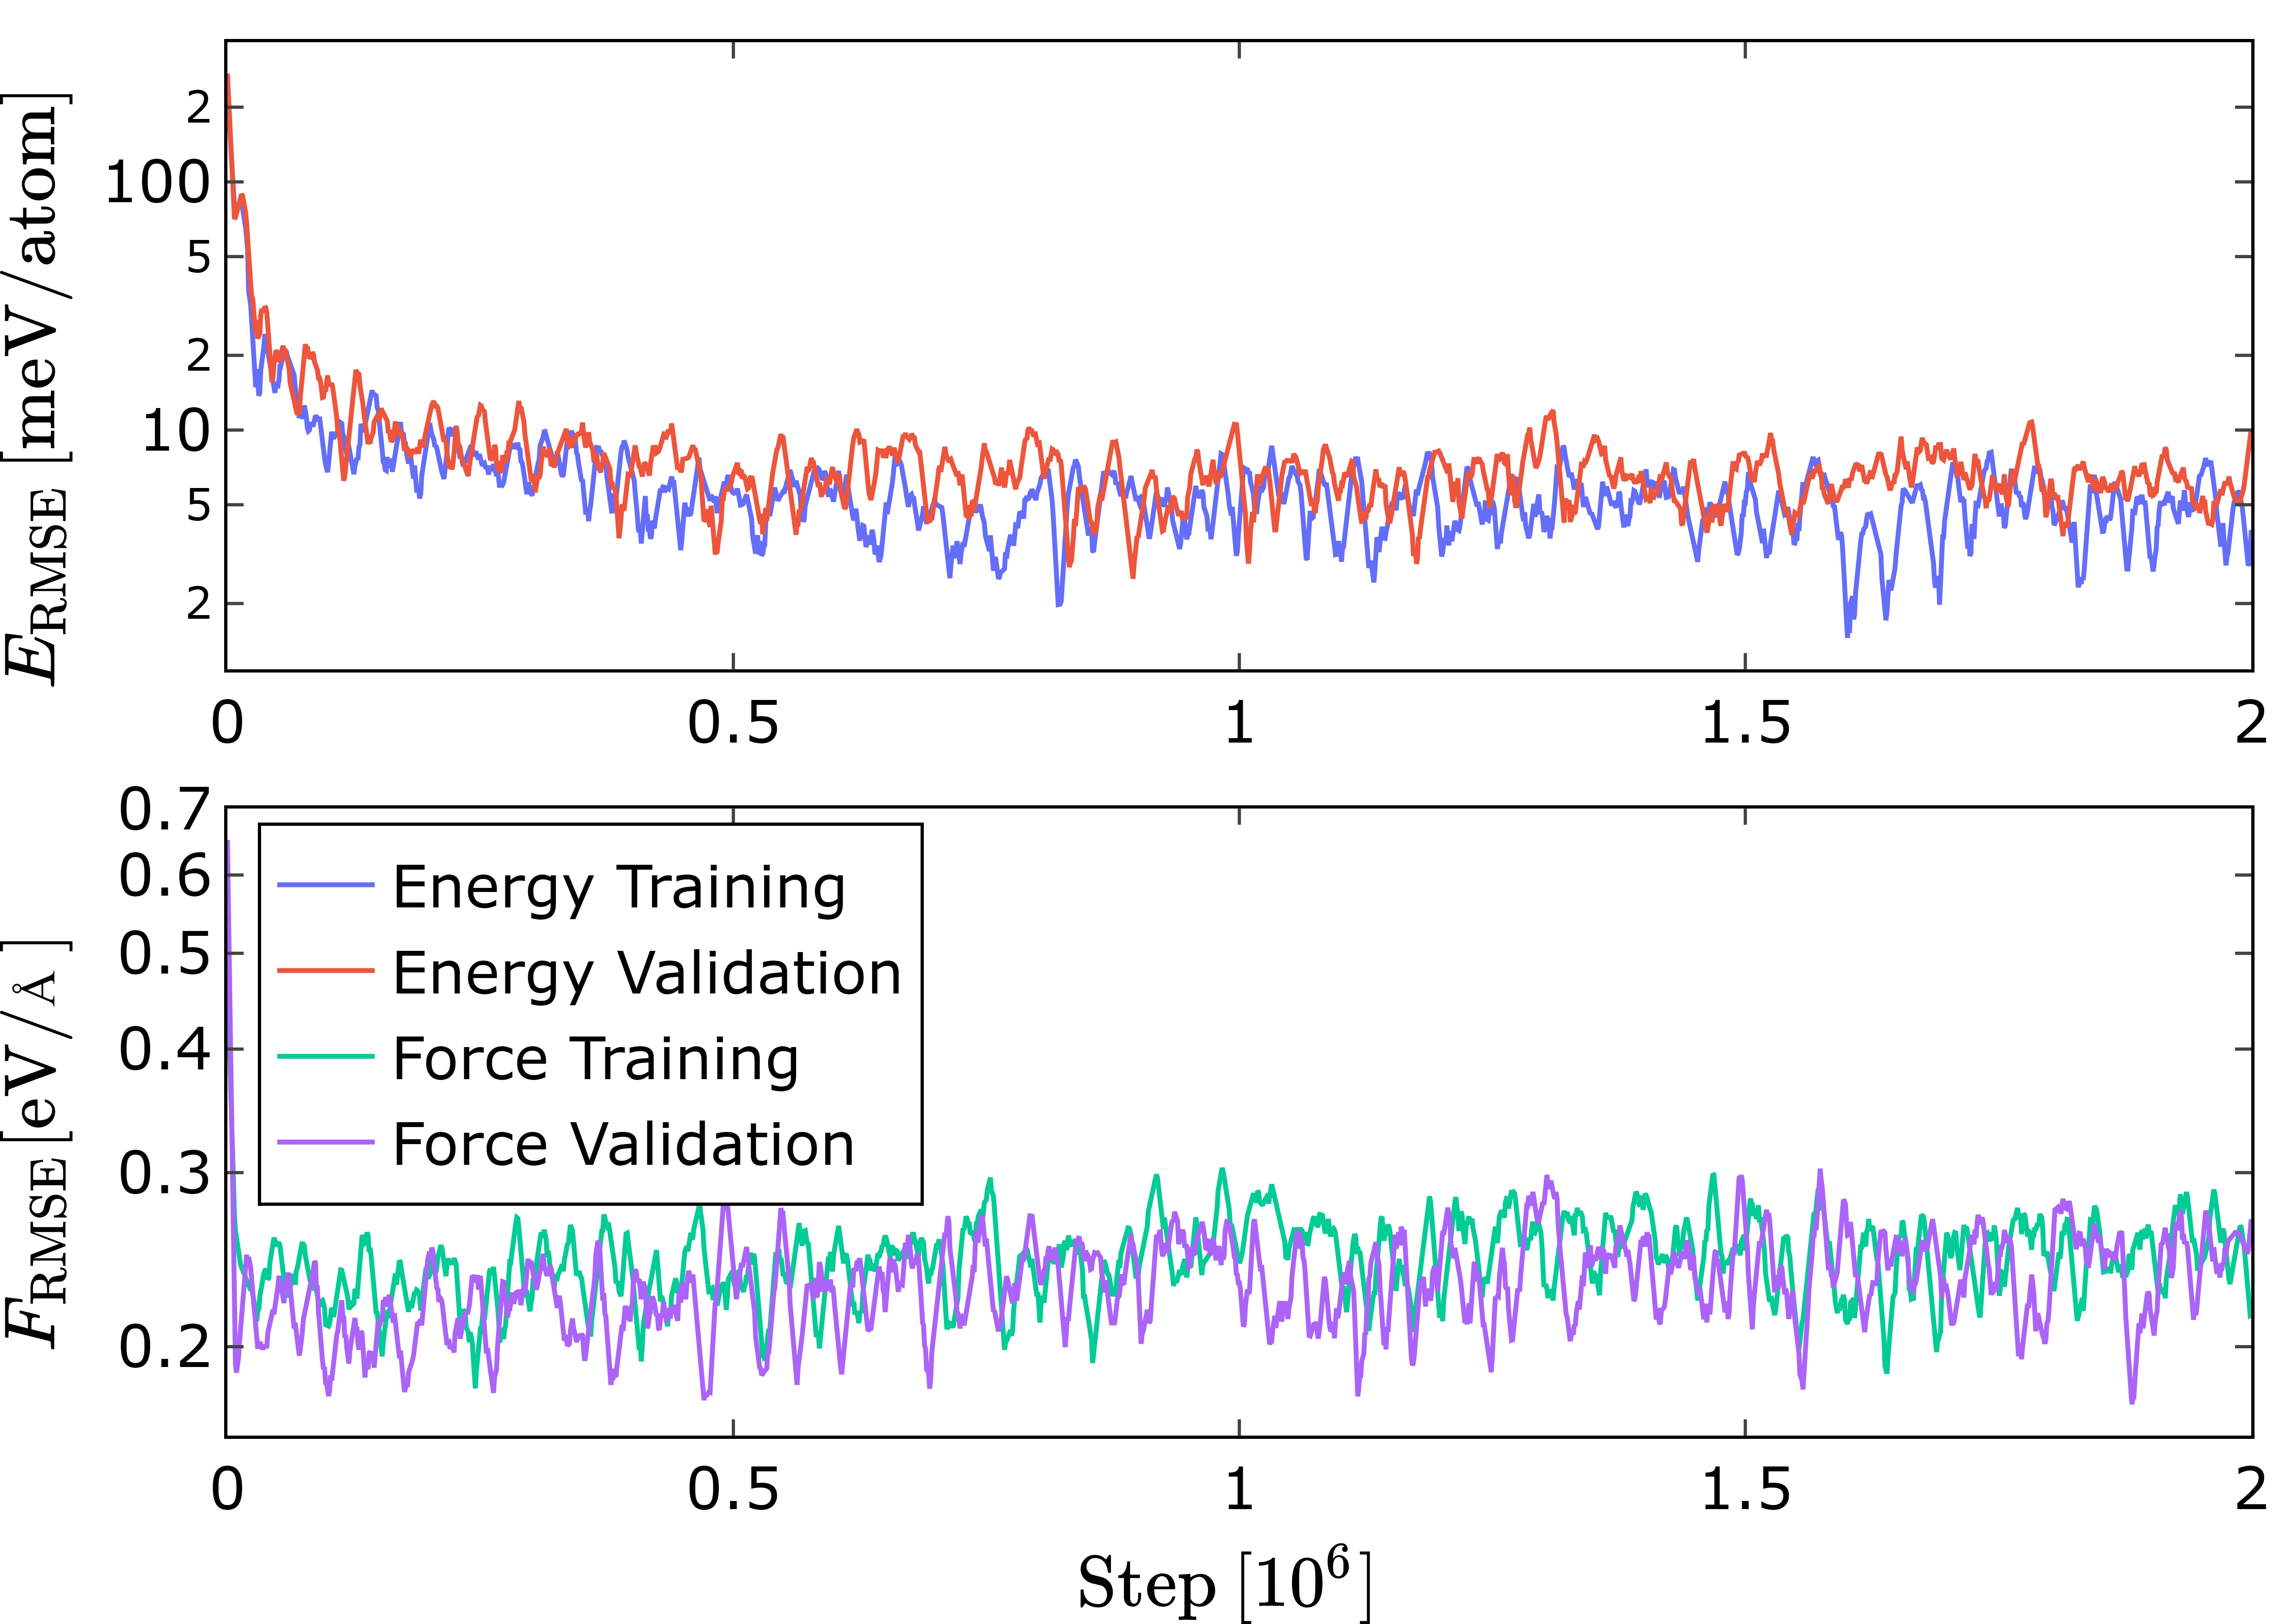 E_RMSE [meV/atom]
2
100
5
2
10
5
2
0 0.5 1 1.5 2
F_RMSE [eV/Å]
0.7
0.6
0.5
0.4
0.3
0.2
Energy Training
Energy Validation
Force Training
Force Validation
0 0.5 1 1.5 2
Step [10⁶]